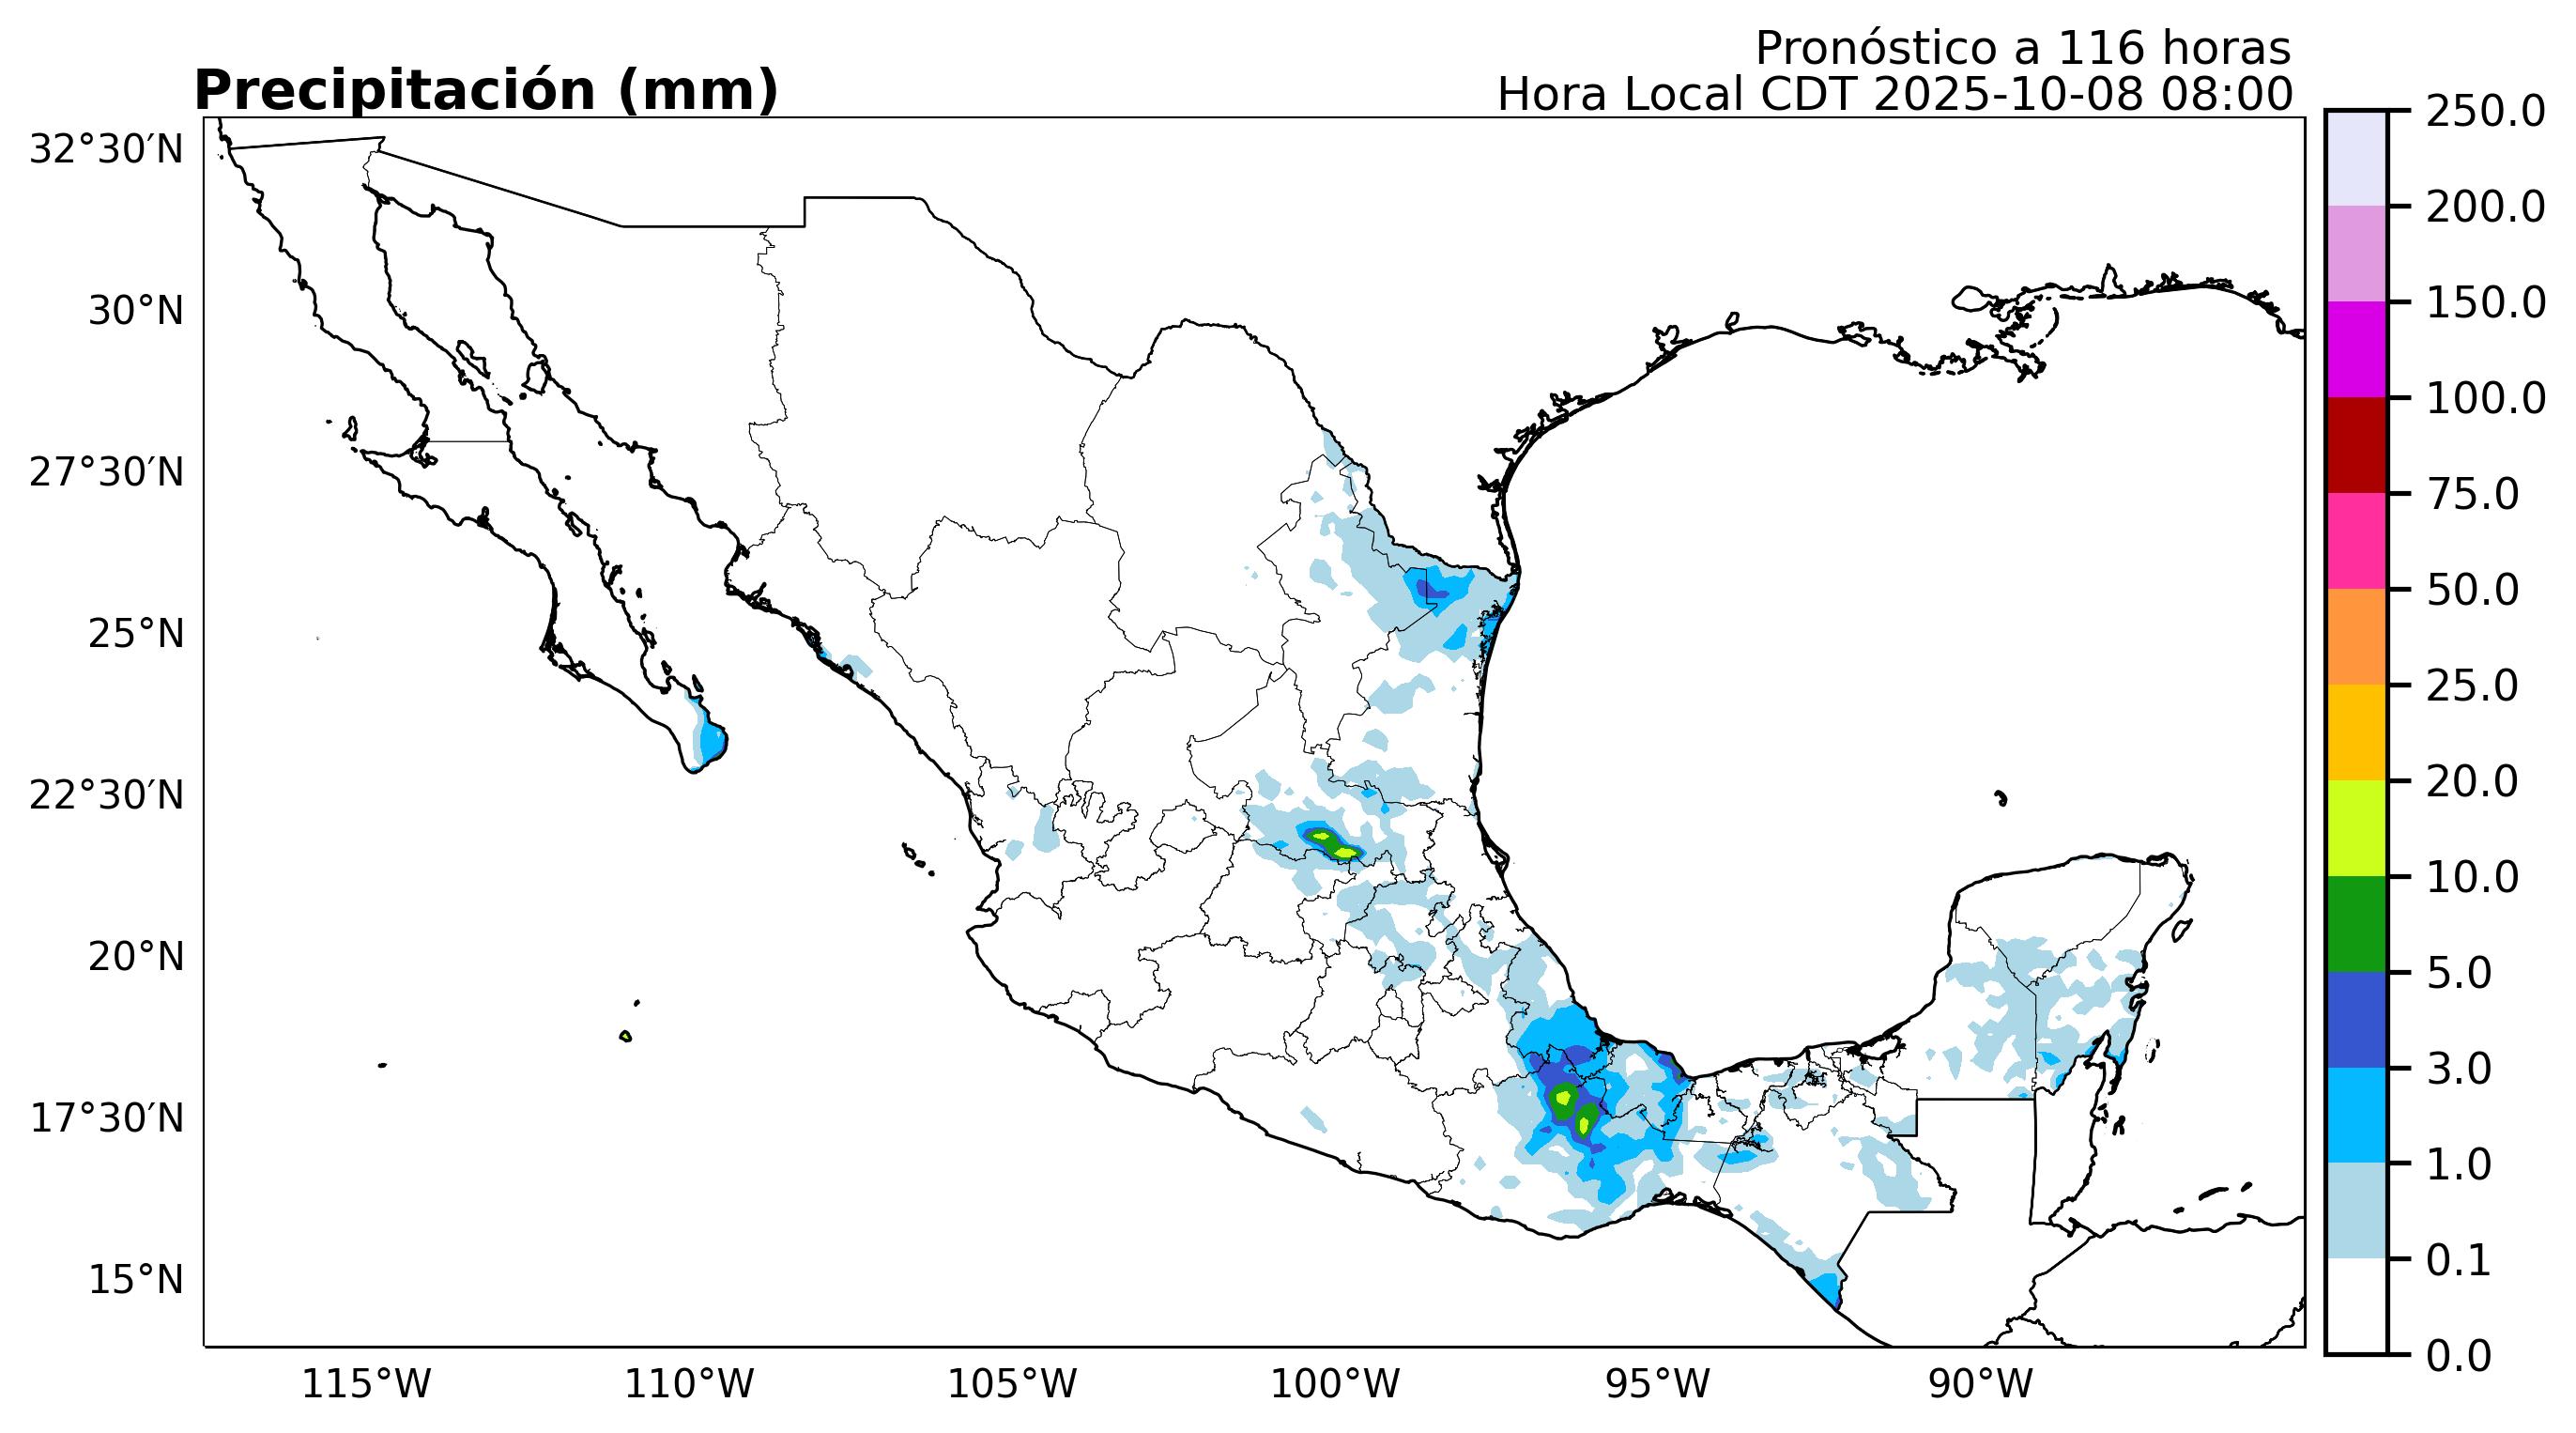 Pronóstico a 116 horas
Precipitación (mm)
Hora Local CDT 2025-10-08 08:00
32°30′N
30°N
27°30′N
25°N
22°30′N
20°N
17°30′N
15°N
115°W
110°W
105°W
100°W
95°W
90°W
250.0
200.0
150.0
100.0
75.0
50.0
25.0
20.0
10.0
5.0
3.0
1.0
0.1
0.0